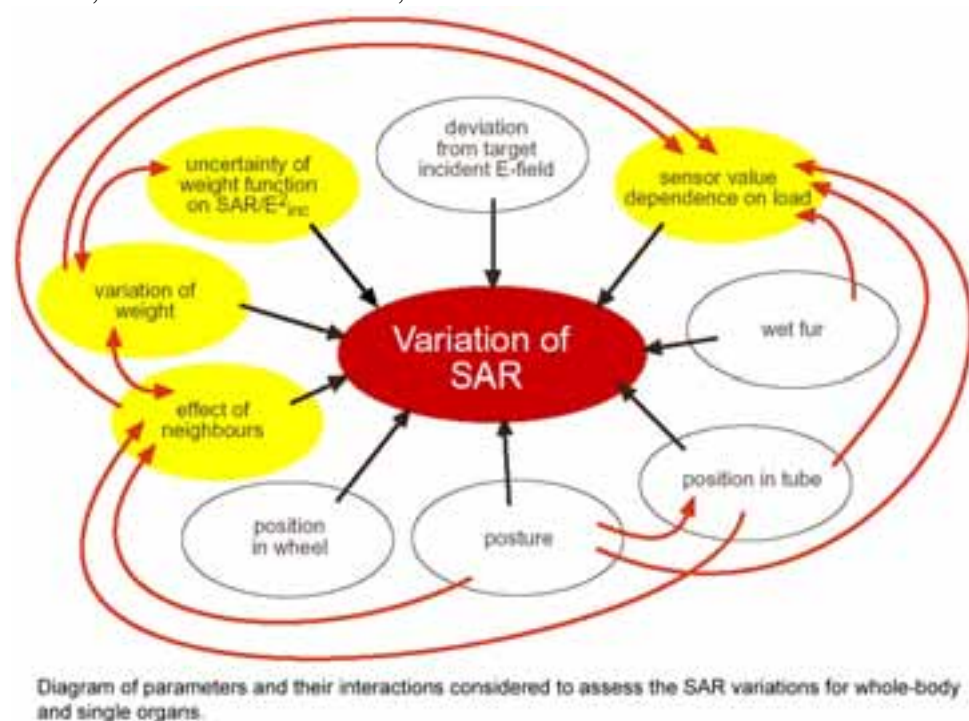 deviation
from target
incident E-field
uncertainty of
weight function
on SAR/E²inc
sensor value
dependence on load
variation of
weight
Variation of
SAR
wet fur
effect of
neighbours
position in tube
position
in wheel
posture
Diagram of parameters and their interactions considered to assess the SAR variations for whole-body
and single organs.